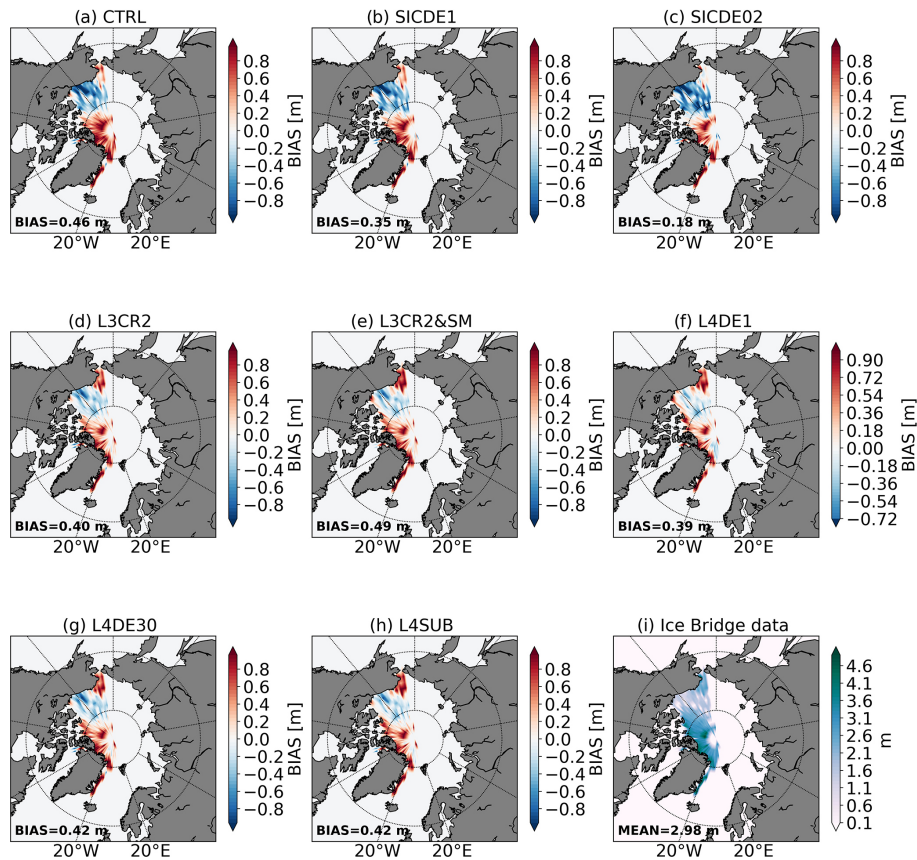 (a) CTRL
(b) SICDE1
(c) SICDE02
0.8
0.6
0.4
0.2
0.0
−0.2
−0.4
−0.6
−0.8
BIAS [m]
0.8
0.6
0.4
0.2
0.0
−0.2
−0.4
−0.6
−0.8
BIAS [m]
0.8
0.6
0.4
0.2
0.0
−0.2
−0.4
−0.6
−0.8
BIAS [m]
BIAS=0.46 m
BIAS=0.35 m
BIAS=0.18 m
20°W 20°E
20°W 20°E
20°W 20°E
(d) L3CR2
(e) L3CR2&SM
(f) L4DE1
0.8
0.6
0.4
0.2
0.0
−0.2
−0.4
−0.6
−0.8
BIAS [m]
0.8
0.6
0.4
0.2
0.0
−0.2
−0.4
−0.6
−0.8
BIAS [m]
0.90
0.72
0.54
0.36
0.18
0.00
−0.18
−0.36
−0.54
−0.72
BIAS [m]
BIAS=0.40 m
BIAS=0.49 m
BIAS=0.39 m
20°W 20°E
20°W 20°E
20°W 20°E
(g) L4DE30
(h) L4SUB
(i) Ice Bridge data
0.8
0.6
0.4
0.2
0.0
−0.2
−0.4
−0.6
−0.8
BIAS [m]
0.8
0.6
0.4
0.2
0.0
−0.2
−0.4
−0.6
−0.8
BIAS [m]
4.6
4.1
3.6
3.1
2.6
2.1
1.6
1.1
0.6
0.1
m
BIAS=0.42 m
BIAS=0.42 m
MEAN=2.98 m
20°W 20°E
20°W 20°E
20°W 20°E